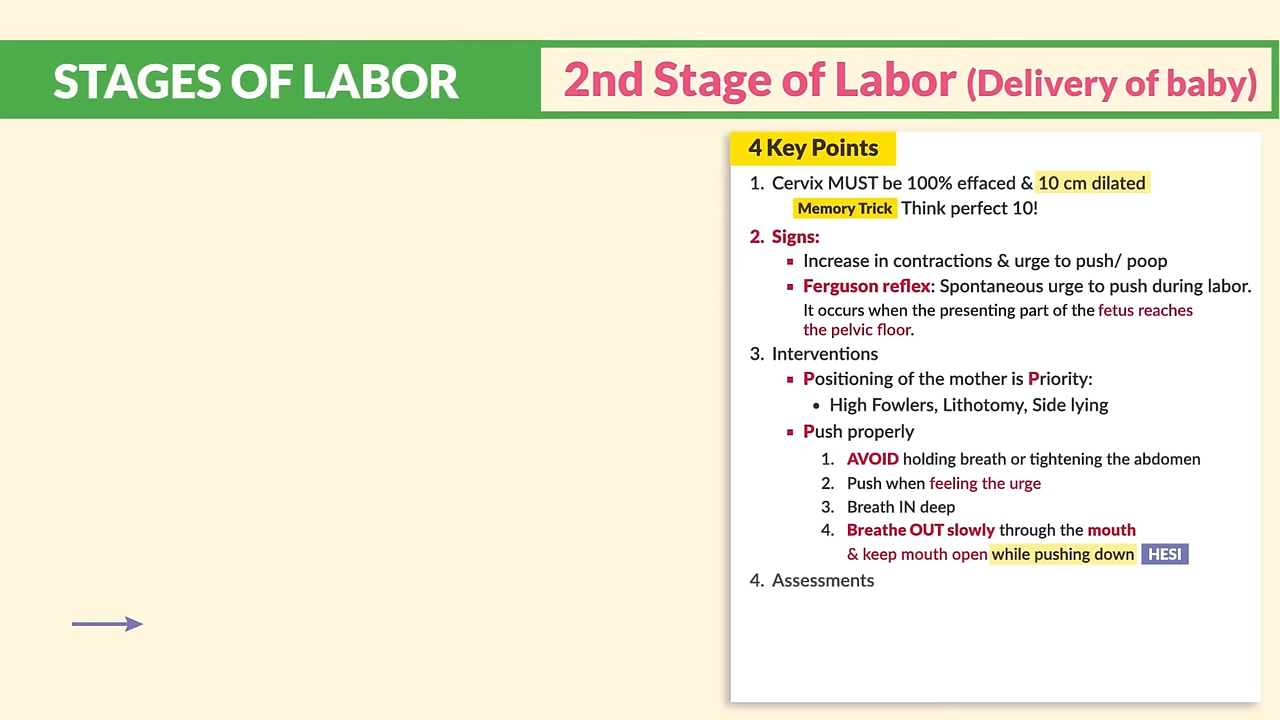 STAGES OF LABOR
2nd Stage of Labor (Delivery of baby)
4 Key Points
1. Cervix MUST be 100% effaced & 10 cm dilated
Memory Trick Think perfect 10!
2. Signs:
▪ Increase in contractions & urge to push/ poop
▪ Ferguson reflex: Spontaneous urge to push during labor.
It occurs when the presenting part of the fetus reaches
the pelvic floor.
3. Interventions
▪ Positioning of the mother is Priority:
• High Fowlers, Lithotomy, Side lying
▪ Push properly
1. AVOID holding breath or tightening the abdomen
2. Push when feeling the urge
3. Breath IN deep
4. Breathe OUT slowly through the mouth
& keep mouth open while pushing down HESI
4. Assessments